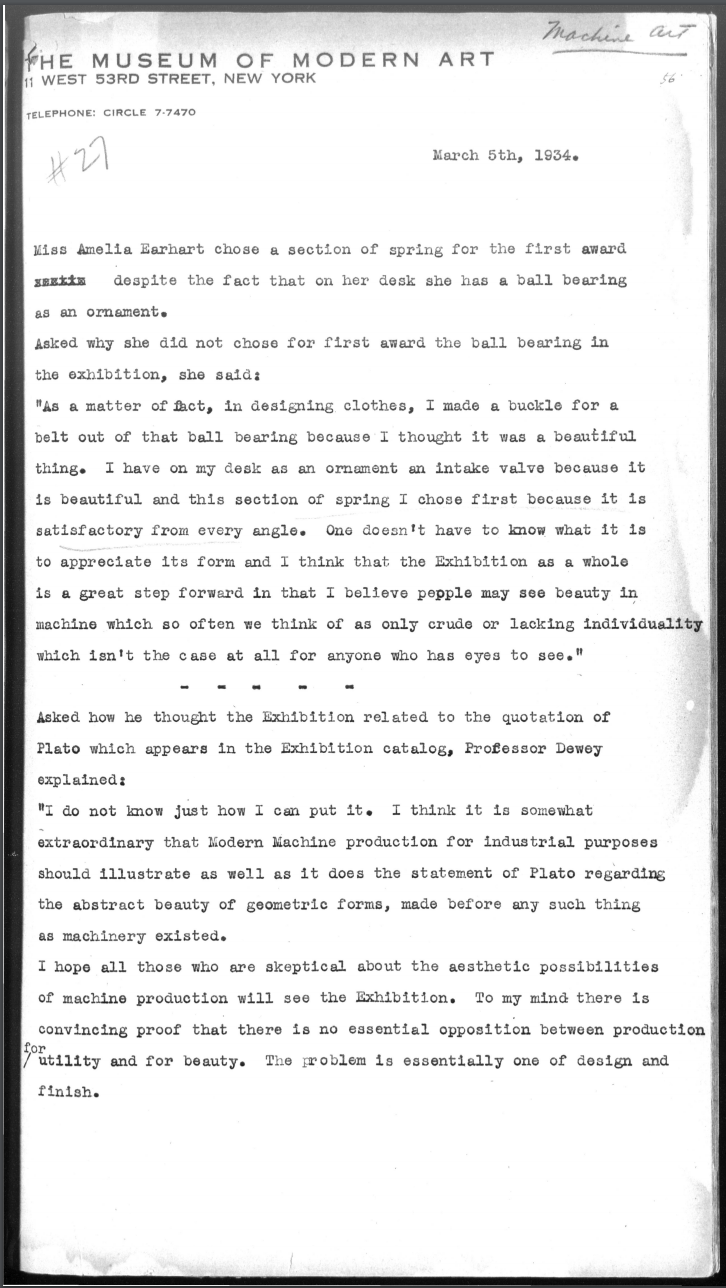 Machine Art
THE MUSEUM OF MODERN ART
11 WEST 53RD STREET, NEW YORK
56
TELEPHONE: CIRCLE 7-7470
#27
March 5th, 1934.
Miss Amelia Earhart chose a section of spring for the first award
despite the fact that on her desk she has a ball bearing
as an ornament.
Asked why she did not chose for first award the ball bearing in
the exhibition, she said:
"As a matter of fact, in designing clothes, I made a buckle for a
belt out of that ball bearing because I thought it was a beautiful
thing. I have on my desk as an ornament an intake valve because it
is beautiful and this section of spring I chose first because it is
satisfactory from every angle. One doesn't have to know what it is
to appreciate its form and I think that the Exhibition as a whole
is a great step forward in that I believe pepple may see beauty in
machine which so often we think of as only crude or lacking individuality
which isn't the case at all for anyone who has eyes to see."
- - - - -
Asked how he thought the Exhibition related to the quotation of
Plato which appears in the Exhibition catalog, Professor Dewey
explained:
"I do not know just how I can put it. I think it is somewhat
extraordinary that Modern Machine production for industrial purposes
should illustrate as well as it does the statement of Plato regarding
the abstract beauty of geometric forms, made before any such thing
as machinery existed.
I hope all those who are skeptical about the aesthetic possibilities
of machine production will see the Exhibition. To my mind there is
convincing proof that there is no essential opposition between production
for
/utility and for beauty. The problem is essentially one of design and
finish.